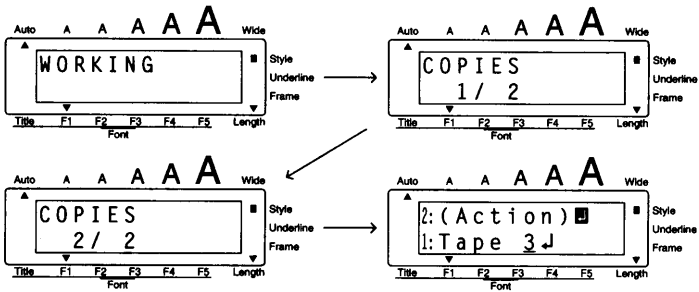 Auto A A A A A Wide
WORKING
Style
Underline
Frame
Title F1 F2 F3 F4 F5 Length
Font
Auto A A A A A Wide
COPIES
1/ 2
Style
Underline
Frame
Title F1 F2 F3 F4 F5 Length
Font
Auto A A A A A Wide
COPIES
2/ 2
Style
Underline
Frame
Title F1 F2 F3 F4 F5 Length
Font
Auto A A A A A Wide
2:(Action)↵
1:Tape 3↵
Style
Underline
Frame
Title F1 F2 F3 F4 F5 Length
Font